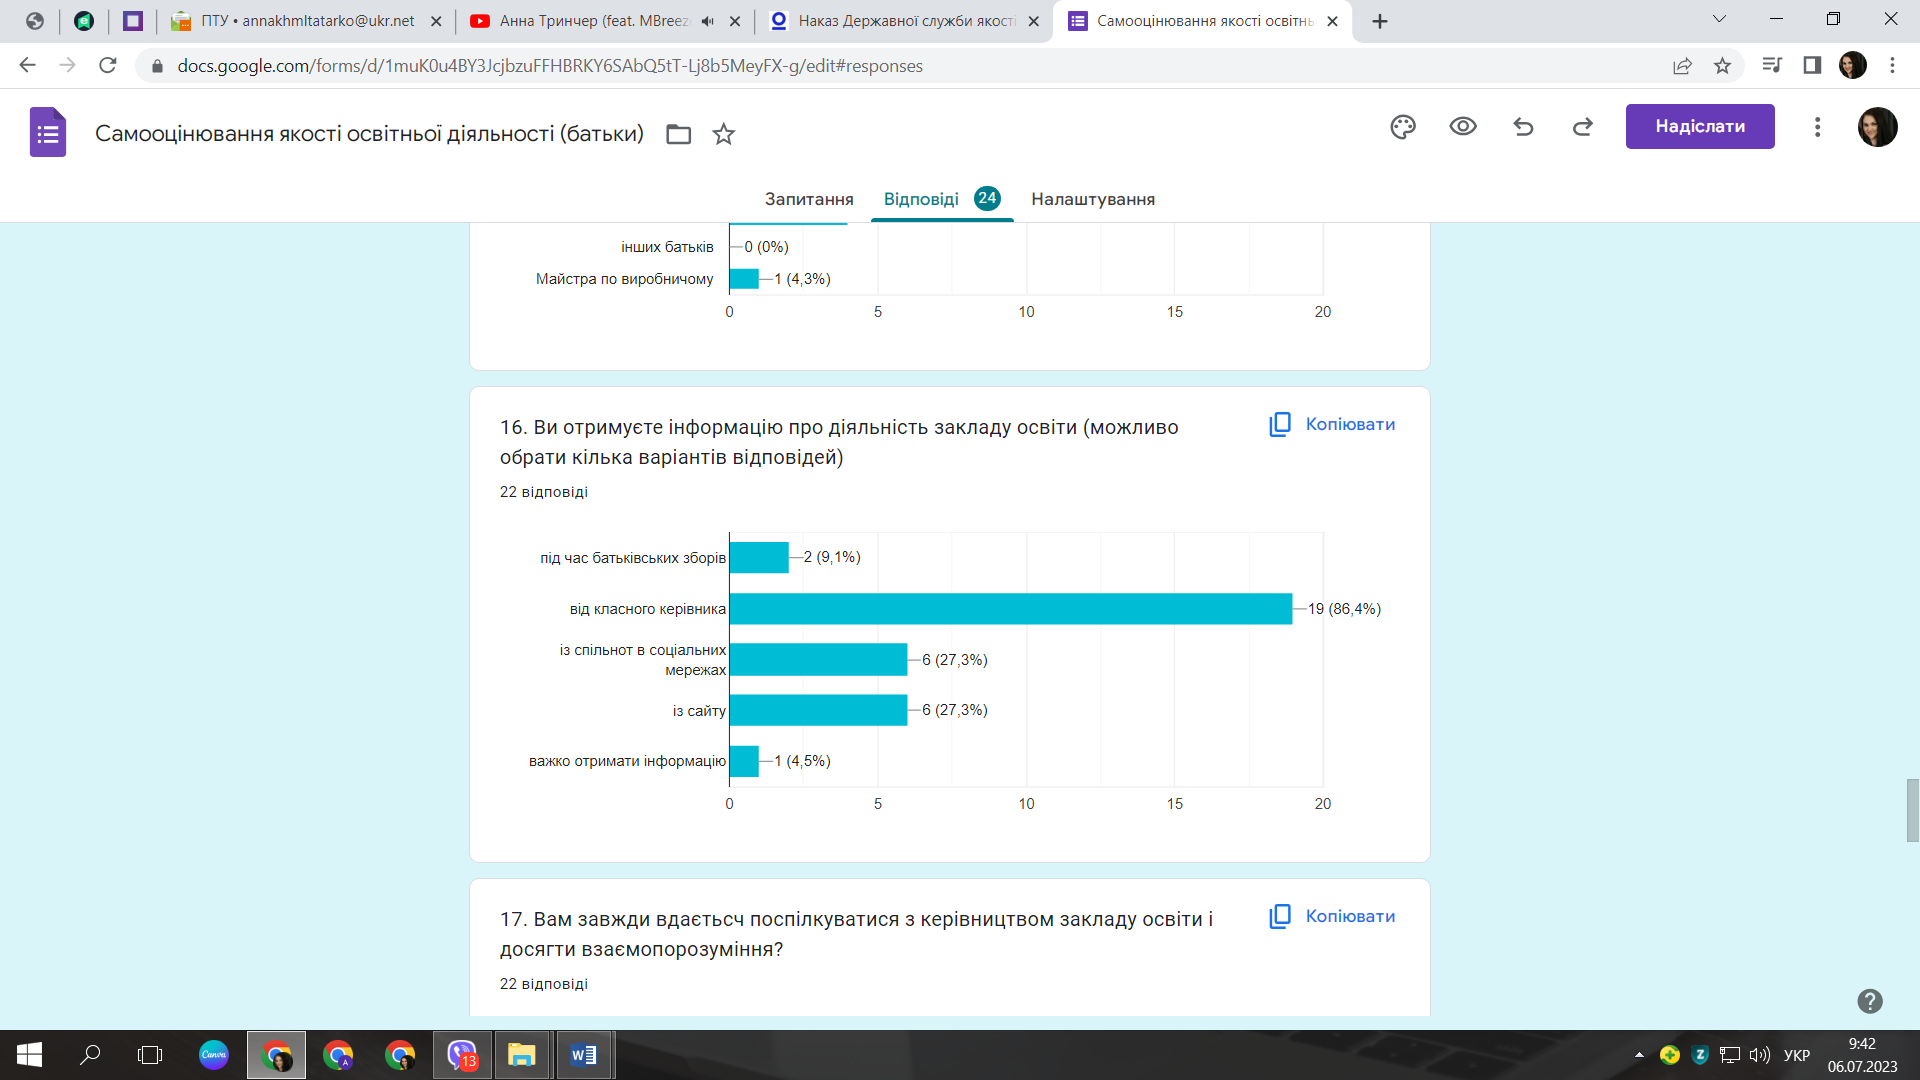 ПТУ • annakhmltatarko@ukr.net
Анна Тринчер (feat. MBreeze
Наказ Державної служби якості
Самооцінювання якості освітнь
docs.google.com/forms/d/1muK0u4BY3JcjbzuFFHBRKY6SAbQ5tT-Lj8b5MeyFX-g/edit#responses
Самооцінювання якості освітньої діяльності (батьки)
Надіслати
Запитання
Відповіді 24
Налаштування
інших батьків
0 (0%)
Майстра по виробничому
1 (4,3%)
0 5 10 15 20
16. Ви отримуєте інформацію про діяльність закладу освіти (можливо
обрати кілька варіантів відповідей)
Копіювати
22 відповіді
під час батьківських зборів
2 (9,1%)
від класного керівника
19 (86,4%)
із спільнот в соціальних
мережах
6 (27,3%)
із сайту
6 (27,3%)
важко отримати інформацію
1 (4,5%)
0 5 10 15 20
17. Вам завжди вдаєтьсч поспілкуватися з керівництвом закладу освіти і
досягти взаємопорозуміння?
Копіювати
22 відповіді
Canva
A
13
W
Z
УКР
9:42
06.07.2023